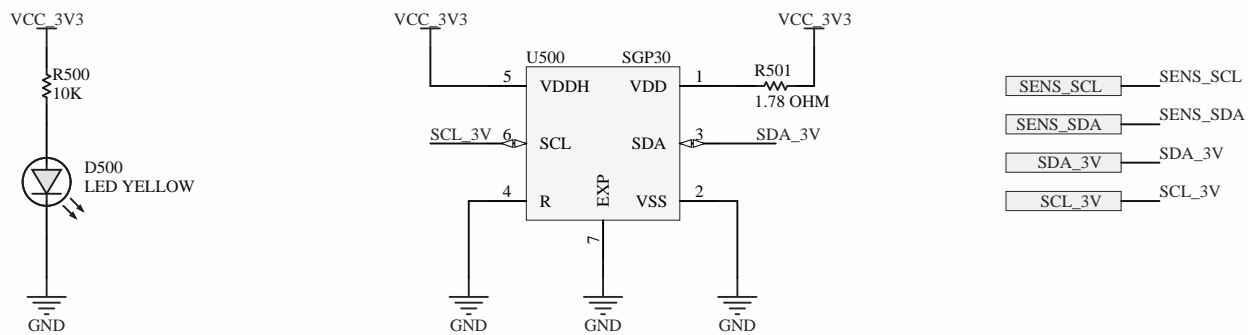 VCC_3V3
R500
10K
D500
LED YELLOW
GND
VCC_3V3
VCC_3V3
U500
SGP30
5
VDDH
VDD
1
R501
1.78 OHM
SCL_3V
6
SCL
SDA
3
SDA_3V
4
R
EXP
VSS
2
7
GND
GND
GND
SENS_SCL
SENS_SCL
SENS_SDA
SENS_SDA
SDA_3V
SDA_3V
SCL_3V
SCL_3V